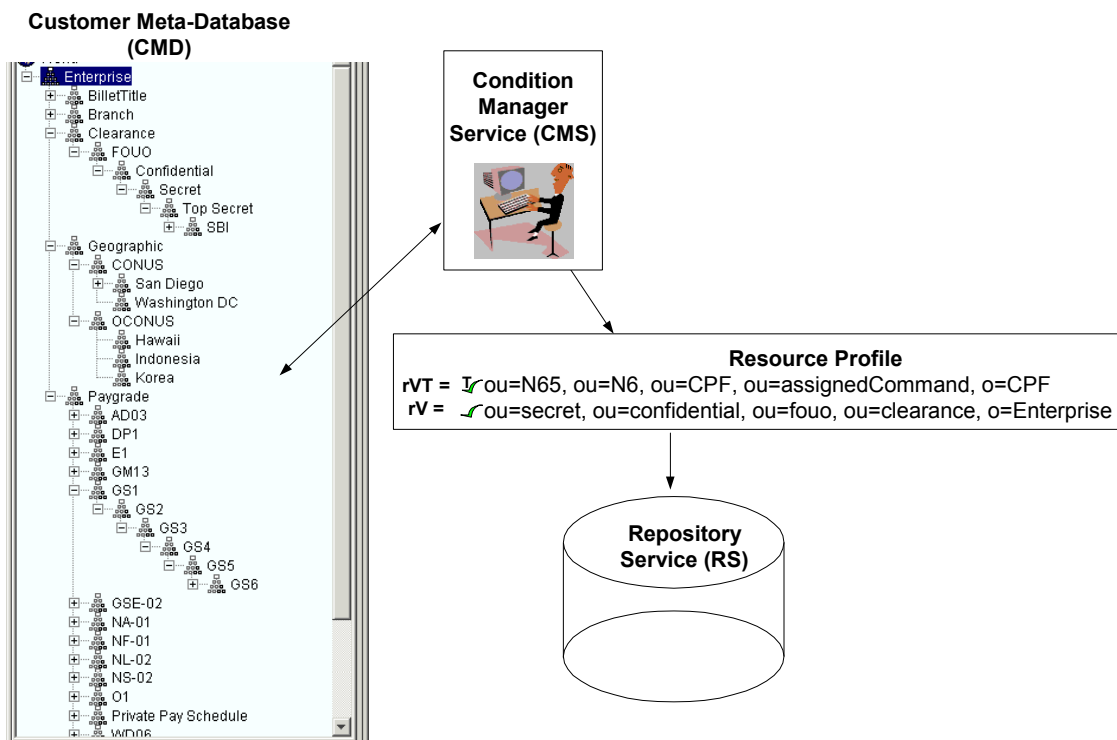 Customer Meta-Database
(CMD)
Enterprise
BilletTitle
Branch
Clearance
FOUO
Confidential
Secret
Top Secret
SBI
Geographic
CONUS
San Diego
Washington DC
OCONUS
Hawaii
Indonesia
Korea
Paygrade
AD03
DP1
E1
GM13
GS1
GS2
GS3
GS4
GS5
GS6
GSE-02
NA-01
NF-01
NL-02
NS-02
O1
Private Pay Schedule
WD06
Condition
Manager
Service (CMS)
Resource Profile
rVT = T ou=N65, ou=N6, ou=CPF, ou=assignedCommand, o=CPF
rV = ou=secret, ou=confidential, ou=fouo, ou=clearance, o=Enterprise
Repository
Service (RS)